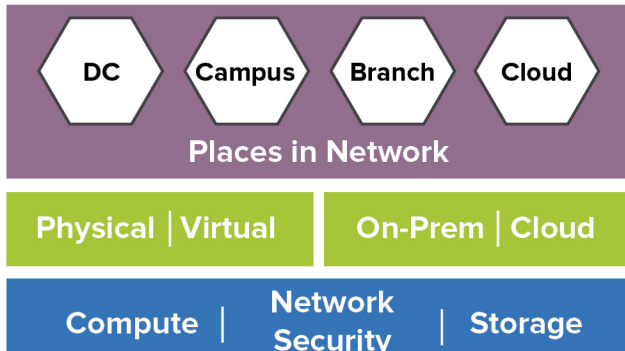 DC Campus Branch Cloud
Places in Network
Physical | Virtual On-Prem | Cloud
Network
Compute | | Storage
Security